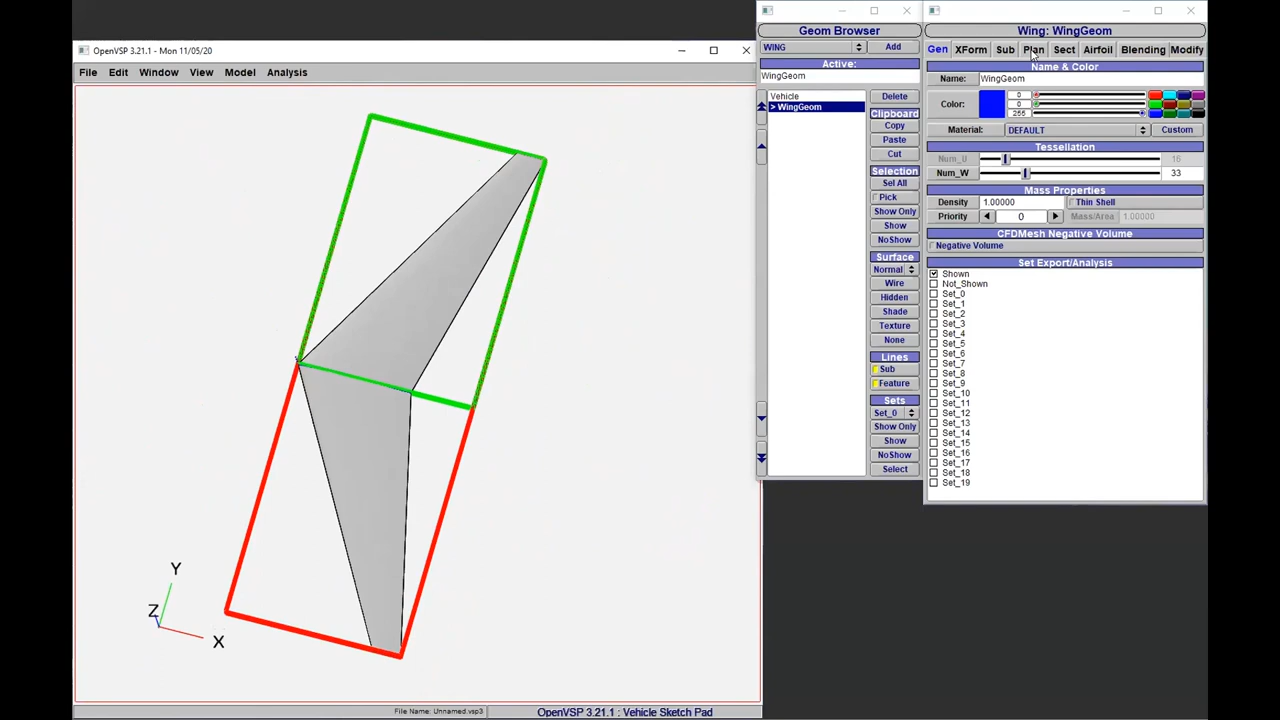 OpenVSP 3.21.1 - Mon 11/05/20
File Edit Window View Model Analysis
Y
Z
X
File Name: Unnamed.vsp3
OpenVSP 3.21.1 : Vehicle Sketch Pad
Geom Browser
WING Add
Active:
WingGeom
Vehicle
> WingGeom
Delete
Clipboard
Copy
Paste
Cut
Selection
Sel All
Pick
Show Only
Show
NoShow
Surface
Normal
Wire
Hidden
Shade
Texture
None
Lines
Sub
Feature
Sets
Set_0
Show Only
Show
NoShow
Select
Wing: WingGeom
Gen XForm Sub Plan Sect Airfoil Blending Modify
Name & Color
Name: WingGeom
Color: 0
0
255
Material: DEFAULT Custom
Tessellation
Num_U 16
Num_W 33
Mass Properties
Density 1.00000 Thin Shell
Priority 0 Mass/Area 1.00000
CFDMesh Negative Volume
Negative Volume
Set Export/Analysis
Shown
Not_Shown
Set_0
Set_1
Set_2
Set_3
Set_4
Set_5
Set_6
Set_7
Set_8
Set_9
Set_10
Set_11
Set_12
Set_13
Set_14
Set_15
Set_16
Set_17
Set_18
Set_19